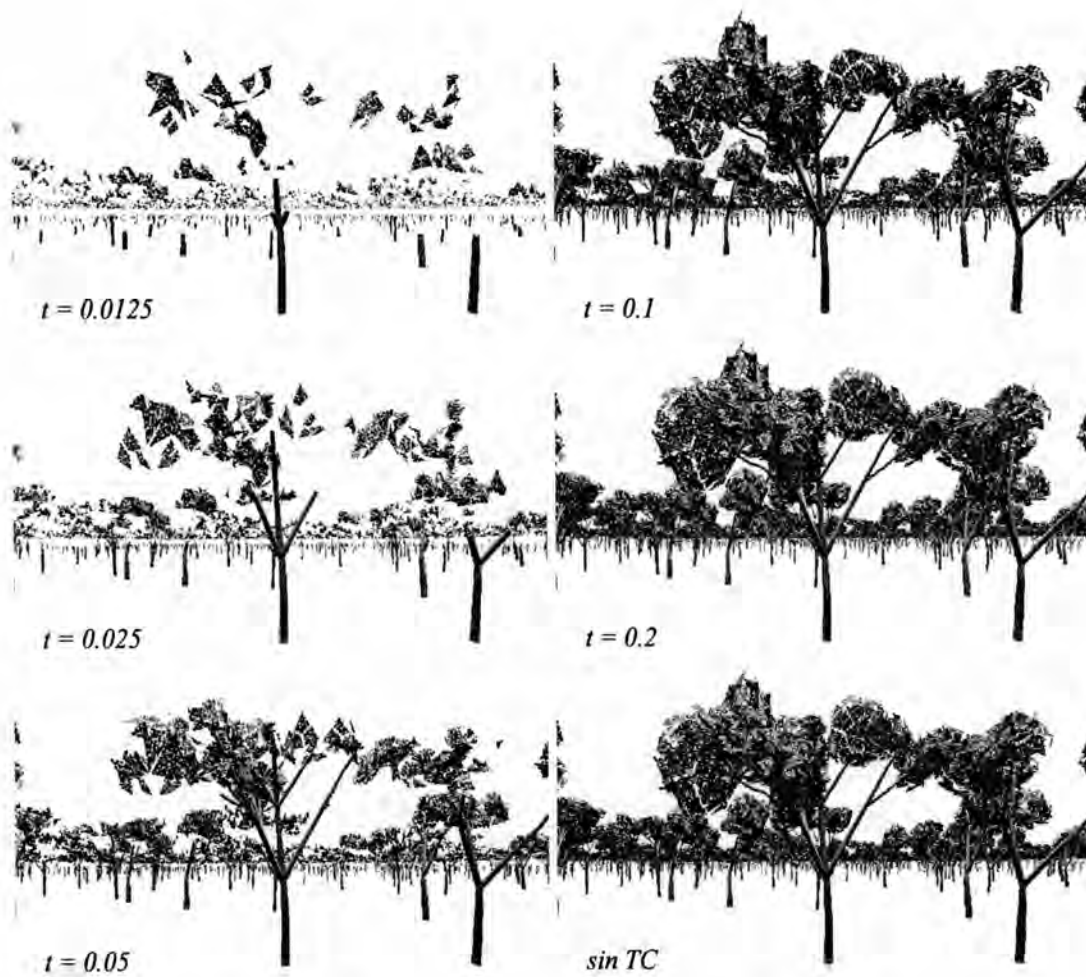 t = 0.0125
t = 0.1
t = 0.025
t = 0.2
t = 0.05
sin TC